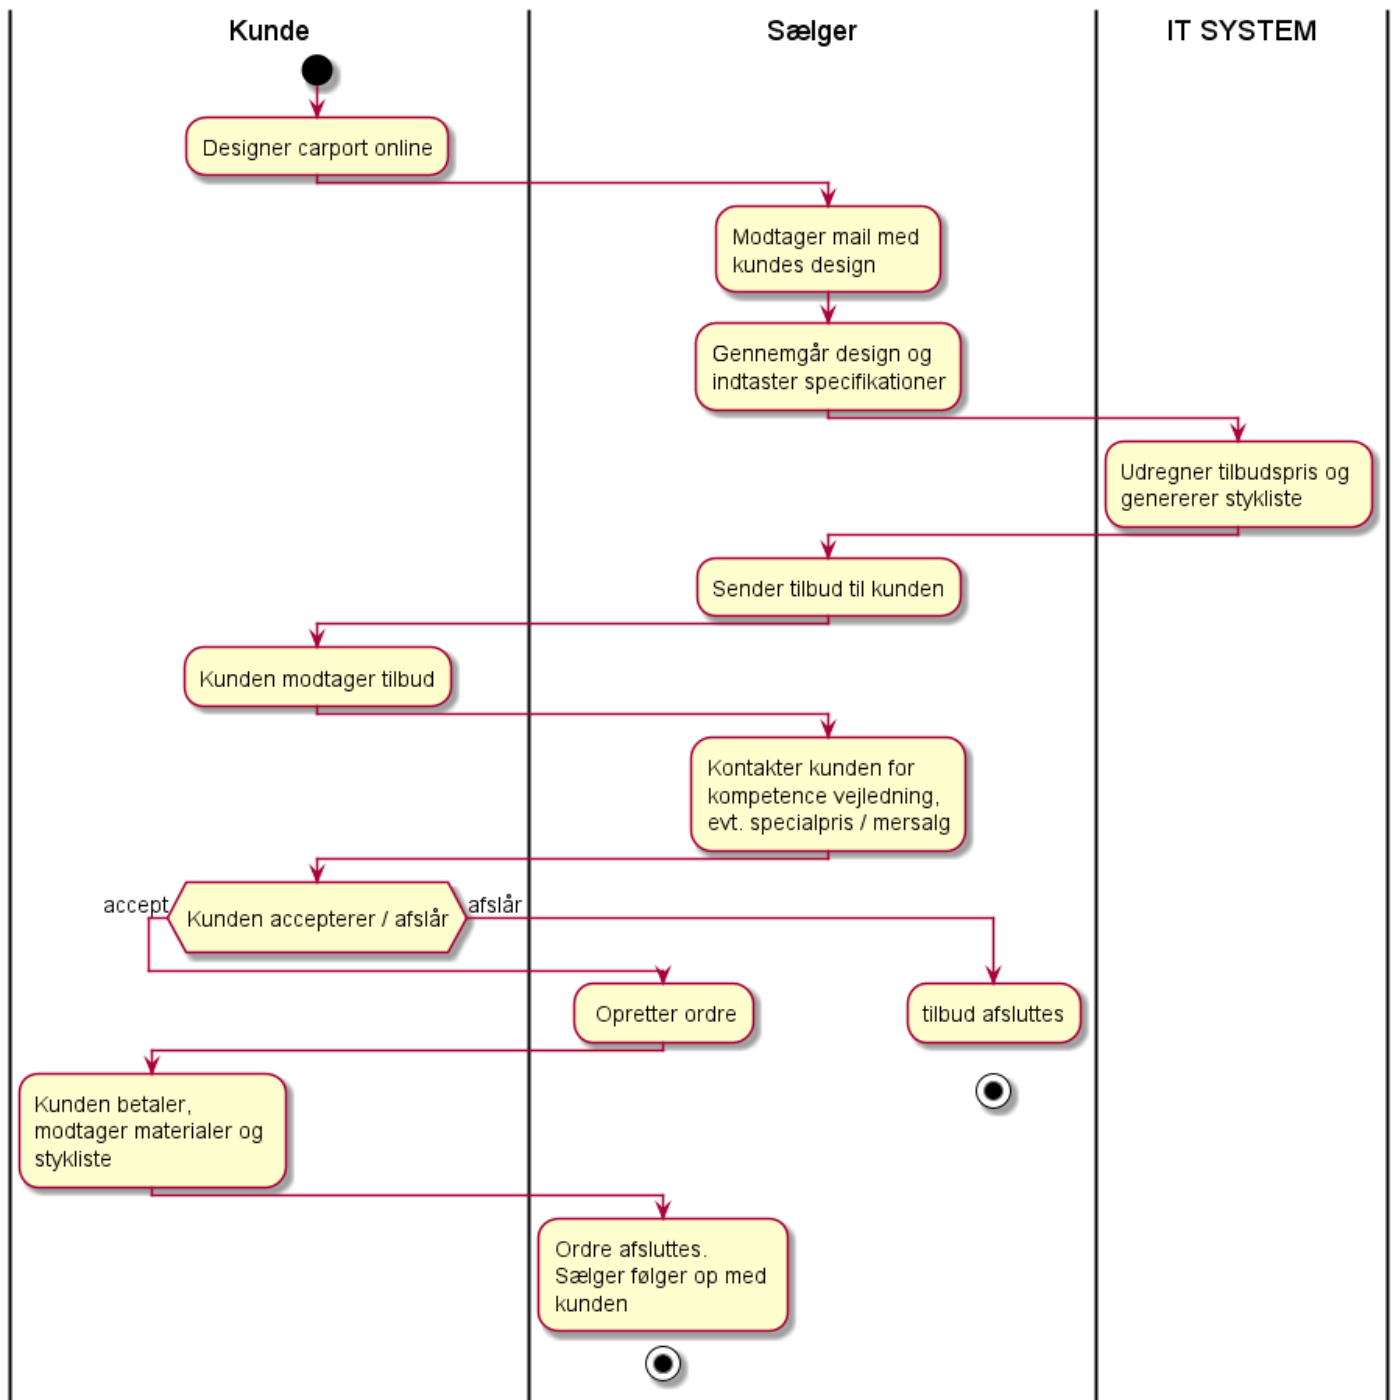 Kunde
Sælger
IT SYSTEM
Designer carport online
Modtager mail med
kundes design
Gennemgår design og
indtaster specifikationer
Udregner tilbudspris og
genererer stykliste
Sender tilbud til kunden
Kunden modtager tilbud
Kontakter kunden for
kompetence vejledning,
evt. specialpris / mersalg
accept
Kunden accepterer / afslår
afslår
Opretter ordre
tilbud afsluttes
Kunden betaler,
modtager materialer og
stykliste
Ordre afsluttes.
Sælger følger op med
kunden